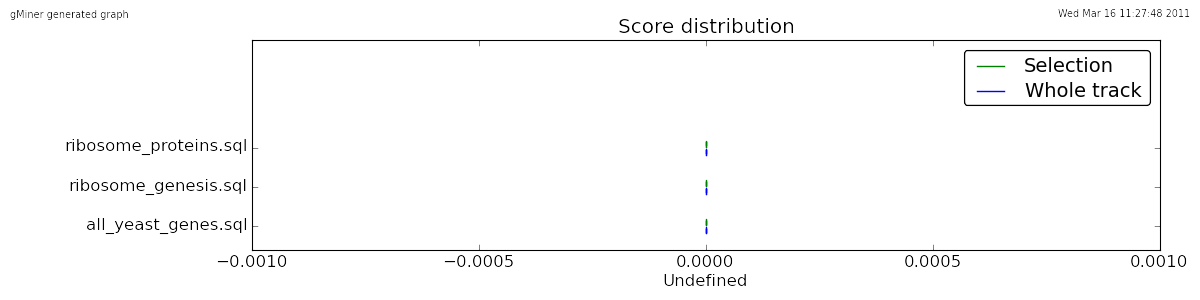 gMiner generated graph
Wed Mar 16 11:27:48 2011
Score distribution
Selection
Whole track
ribosome_proteins.sql
ribosome_genesis.sql
all_yeast_genes.sql
−0.0010 −0.0005 0.0000 0.0005 0.0010
Undefined